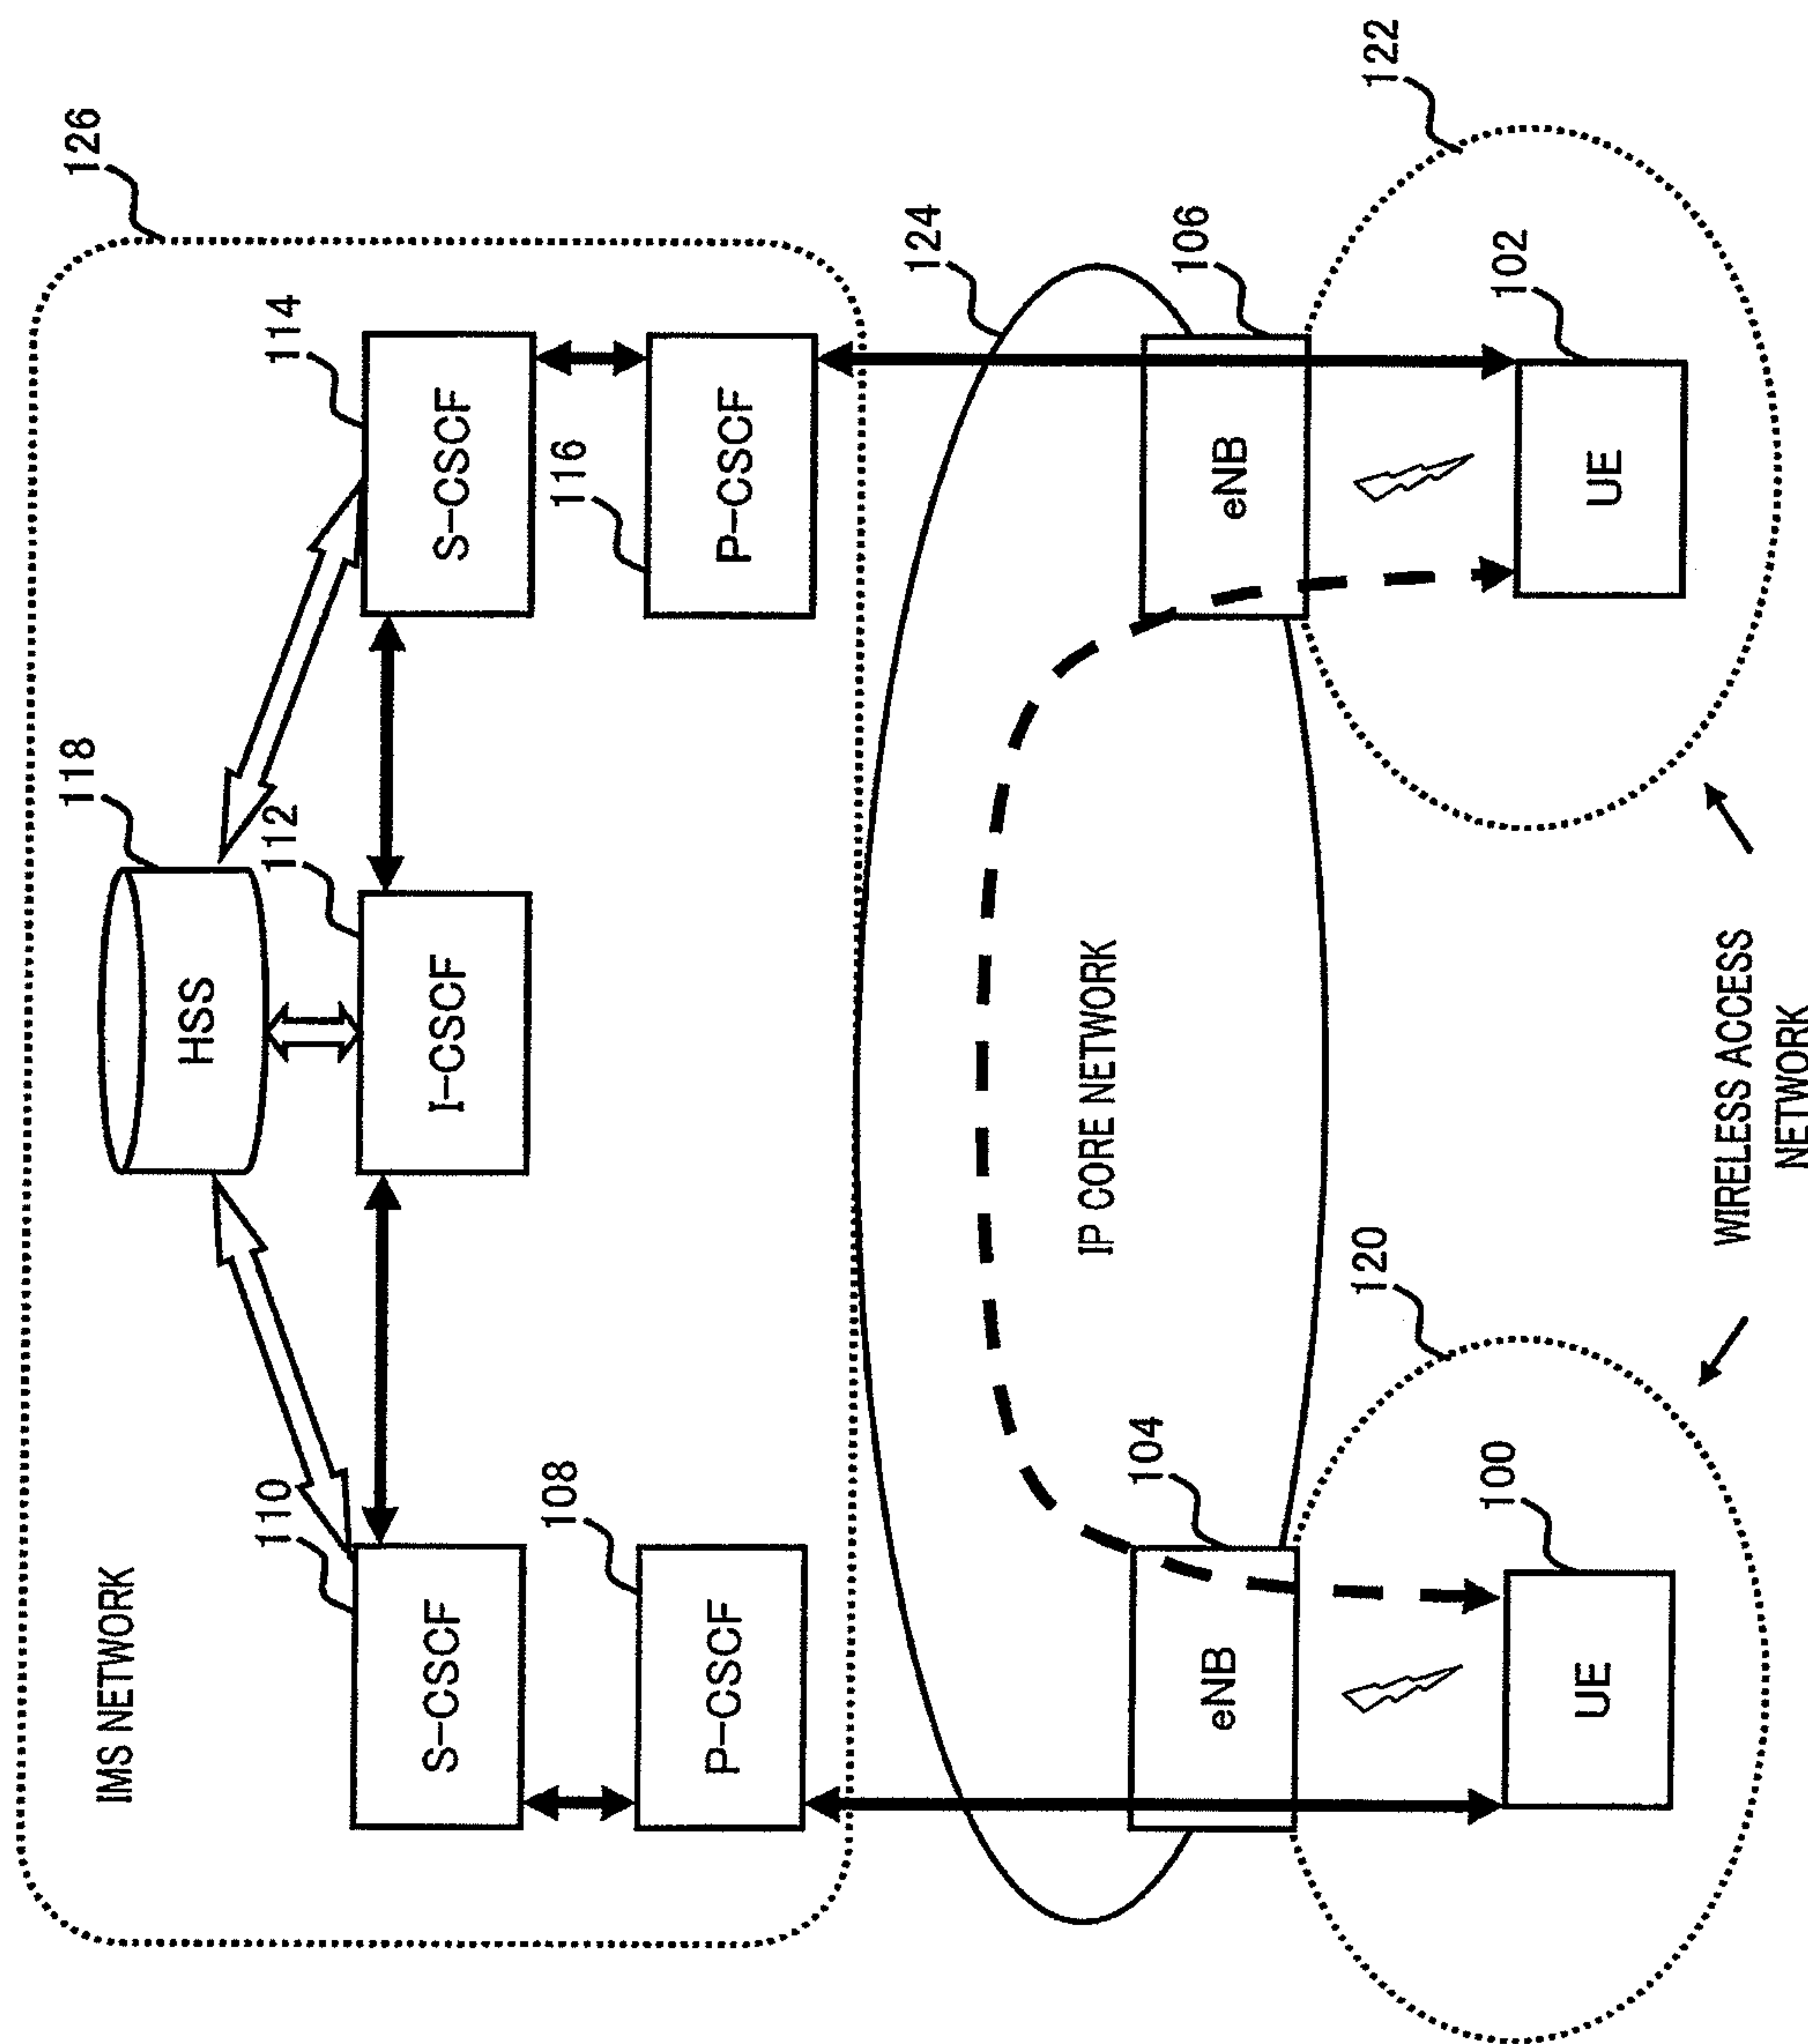 126
IMS NETWORK
118
HSS
110
112
114
S-CSCF
I-CSCF
S-CSCF
108
116
P-CSCF
P-CSCF
124
IP CORE NETWORK
104
106
eNB
eNB
120
122
100
102
UE
UE
WIRELESS ACCESS
NETWORK